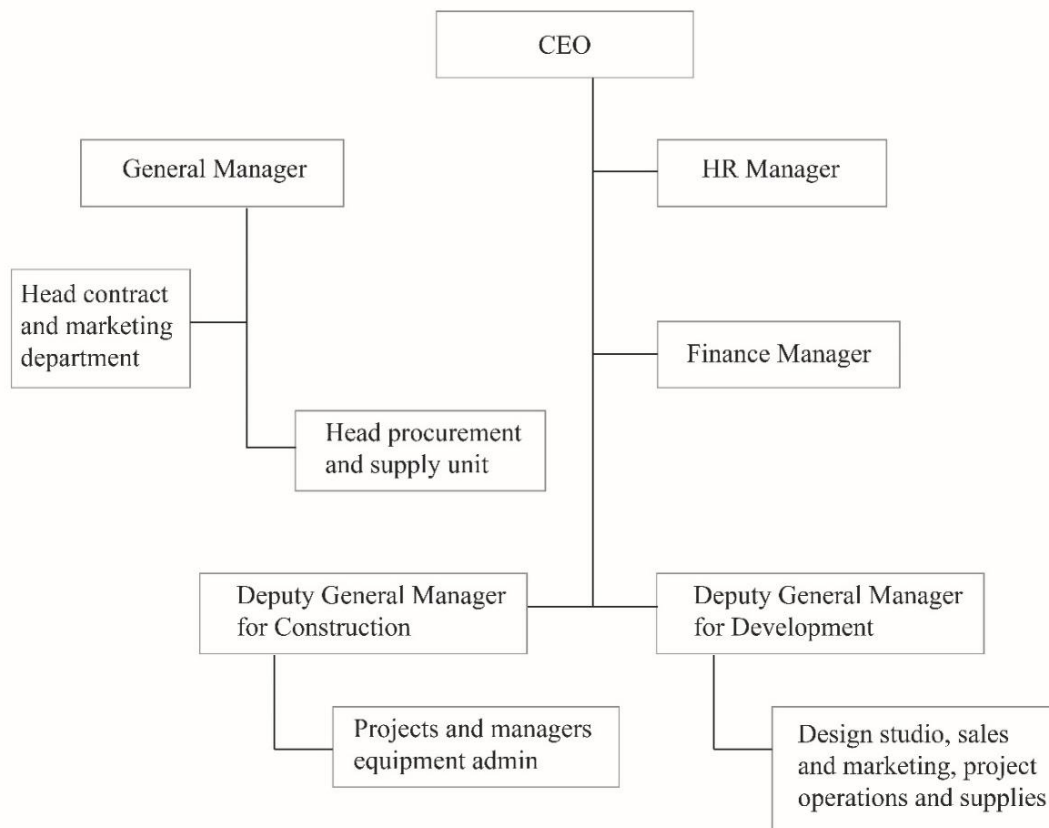 CEO
General Manager
HR Manager
Head contract
and marketing
department
Finance Manager
Head procurement
and supply unit
Deputy General Manager
for Construction
Deputy General Manager
for Development
Projects and managers
equipment admin
Design studio, sales
and marketing, project
operations and supplies